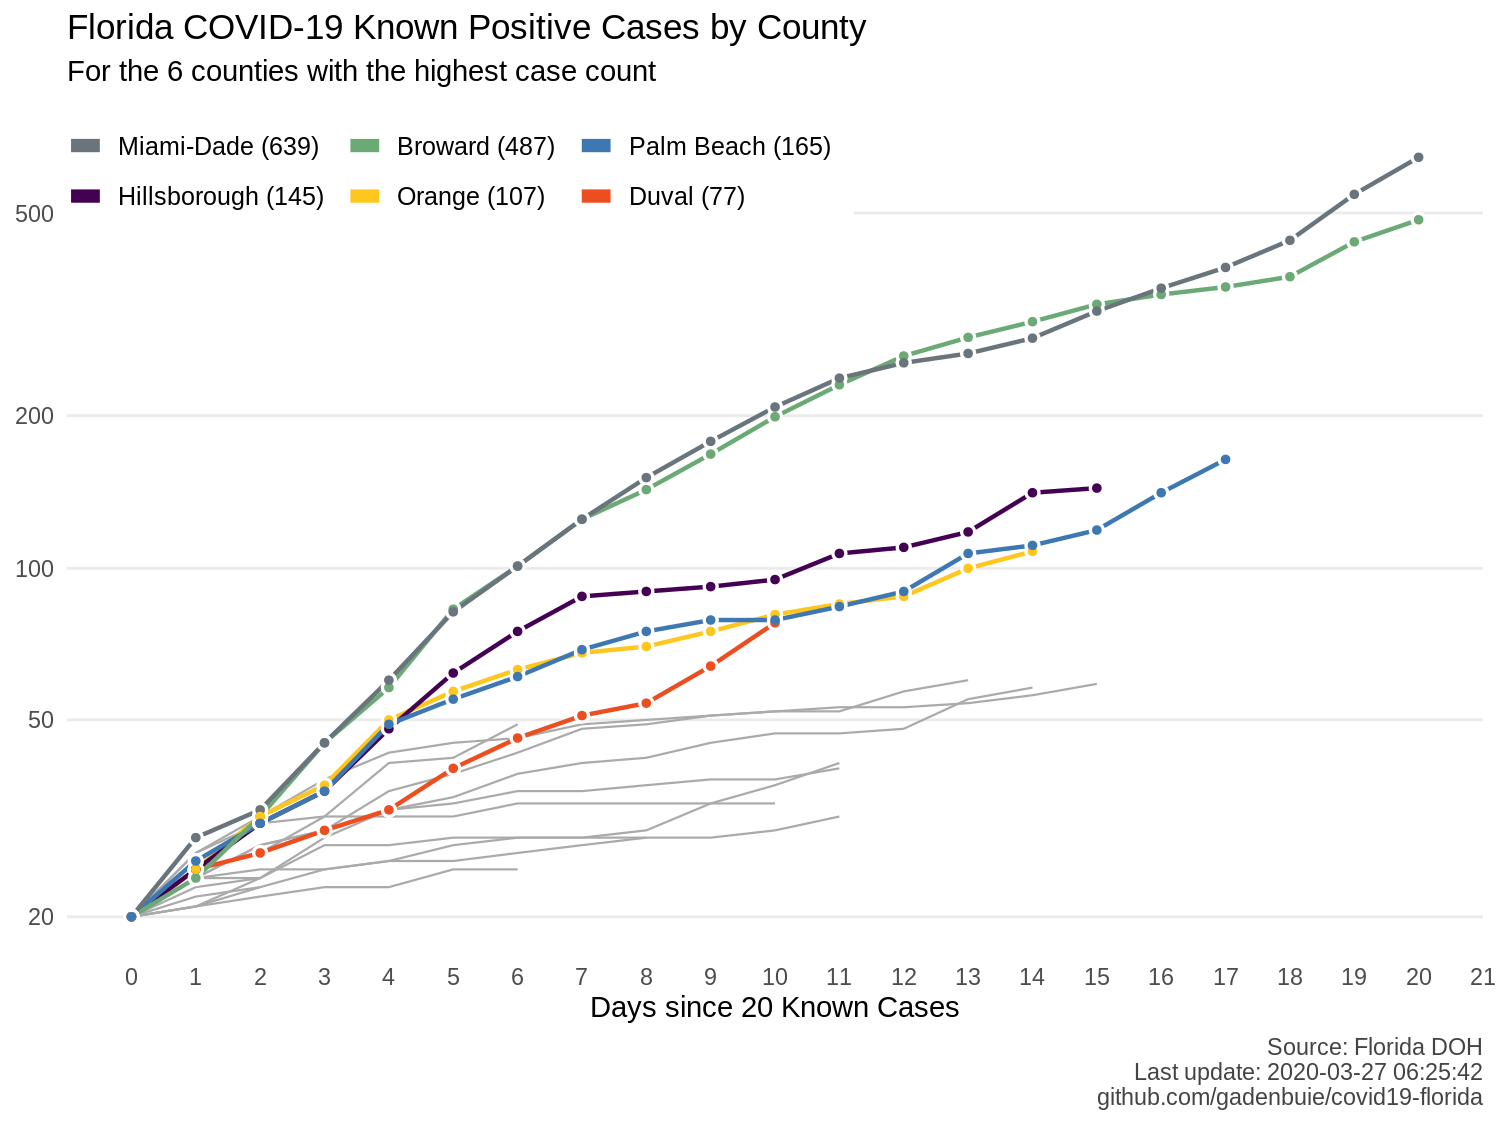 Florida COVID-19 Known Positive Cases by County
For the 6 counties with the highest case count
Miami-Dade (639) Broward (487) Palm Beach (165)
Hillsborough (145) Orange (107) Duval (77)
500
200
100
50
20
0 1 2 3 4 5 6 7 8 9 10 11 12 13 14 15 16 17 18 19 20 21
Days since 20 Known Cases
Source: Florida DOH
Last update: 2020-03-27 06:25:42
github.com/gadenbuie/covid19-florida